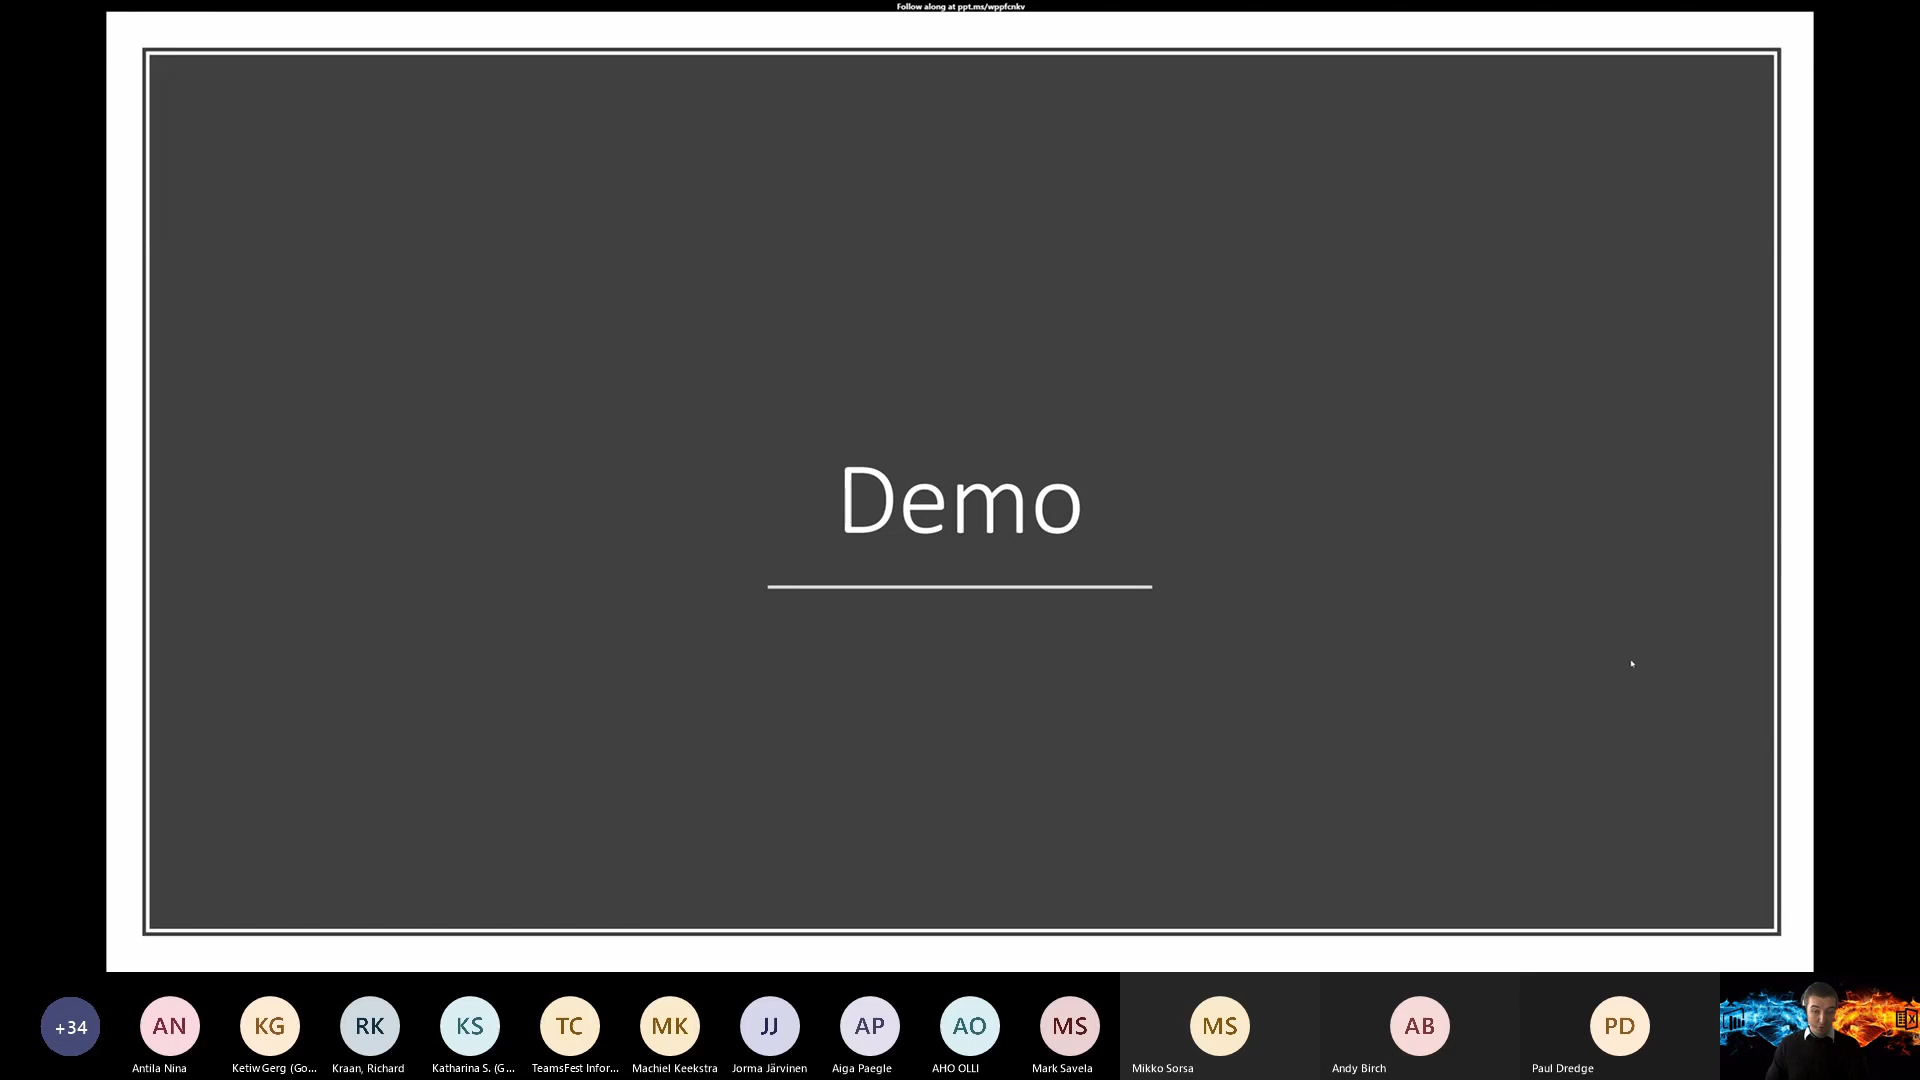 Follow along at ppt.ms/wppfcnkv
Demo
+34
AN
KG
RK
KS
TC
MK
JJ
AP
AO
MS
MS
AB
PD
Antila Nina
Ketiw Gerg (Go...
Kraan, Richard
Katharina S. (G...
TeamsFest Infor...
Machiel Keekstra
Jorma Järvinen
Aiga Paegle
AHO OLLI
Mark Savela
Mikko Sorsa
Andy Birch
Paul Dredge